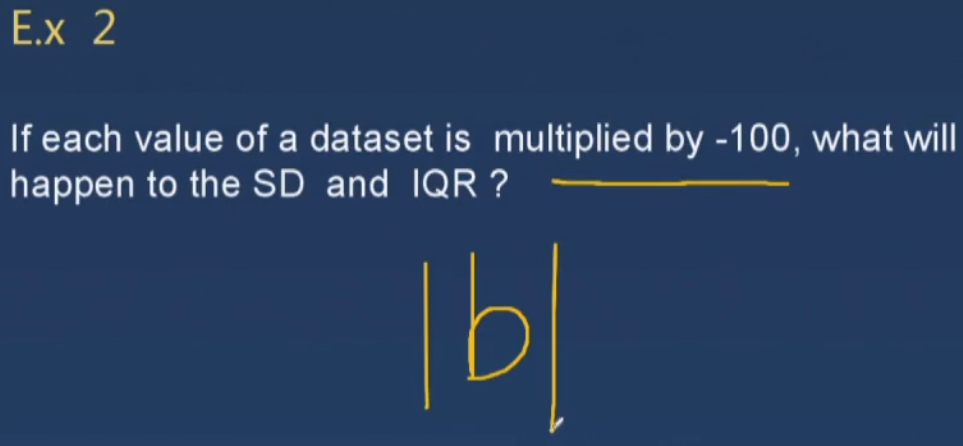 E.x 2
If each value of a dataset is multiplied by -100, what will
happen to the SD and IQR ?
|b|